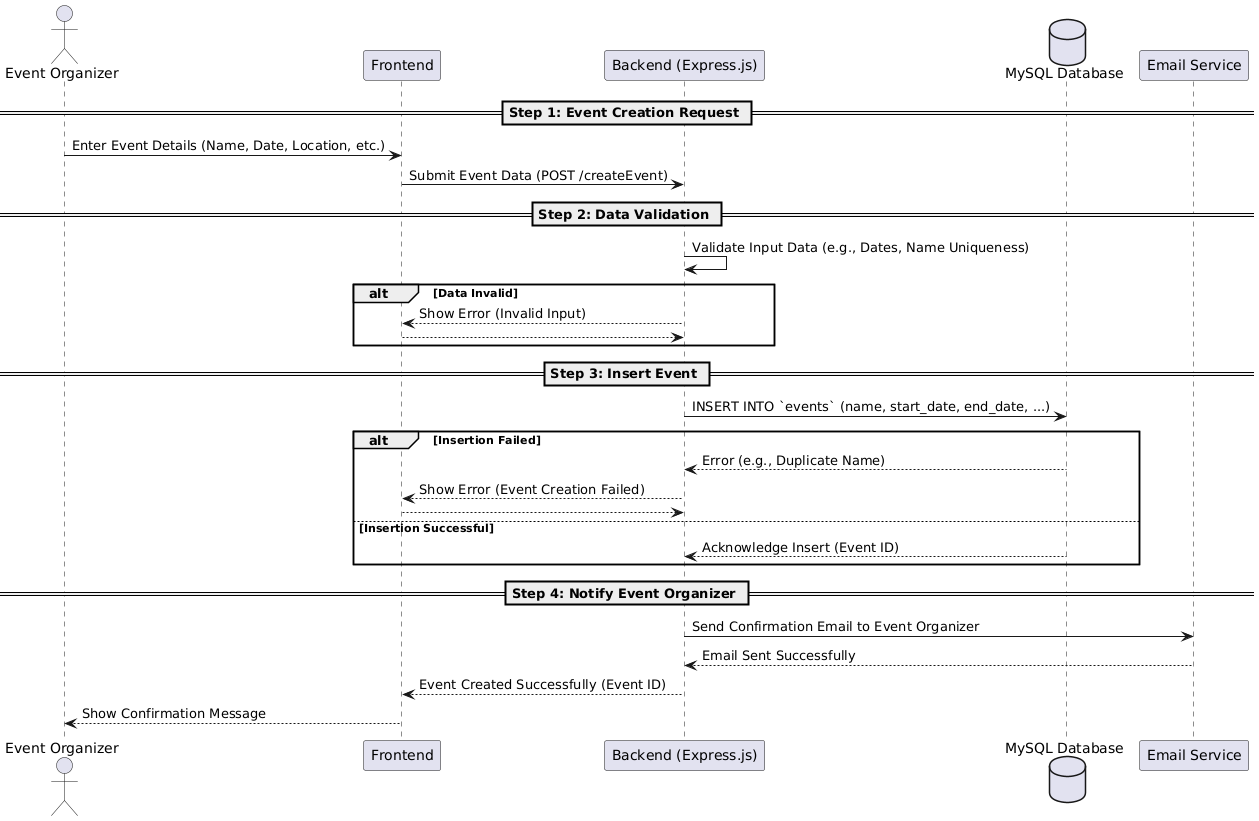 Event Organizer
Frontend
Backend (Express.js)
MySQL Database
Email Service
Step 1: Event Creation Request
Enter Event Details (Name, Date, Location, etc.)
Submit Event Data (POST /createEvent)
Step 2: Data Validation
Validate Input Data (e.g., Dates, Name Uniqueness)
alt
[Data Invalid]
Show Error (Invalid Input)
Step 3: Insert Event
INSERT INTO `events` (name, start_date, end_date, ...)
alt
[Insertion Failed]
Error (e.g., Duplicate Name)
Show Error (Event Creation Failed)
[Insertion Successful]
Acknowledge Insert (Event ID)
Step 4: Notify Event Organizer
Send Confirmation Email to Event Organizer
Email Sent Successfully
Event Created Successfully (Event ID)
Show Confirmation Message
Event Organizer
Frontend
Backend (Express.js)
MySQL Database
Email Service